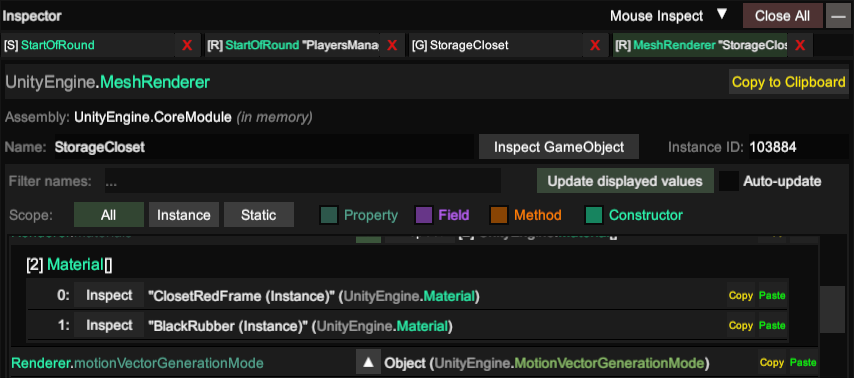 Inspector Mouse Inspect ▼ Close All —
[S] StartOfRound X [R] StartOfRound "PlayersMana X [G] StorageCloset X [R] MeshRenderer "StorageClos X
UnityEngine.MeshRenderer Copy to Clipboard
Assembly: UnityEngine.CoreModule (in memory)
Name: StorageCloset Inspect GameObject Instance ID: 103884
Filter names: ... Update displayed values Auto-update
Scope: All Instance Static Property Field Method Constructor
[2] Material[]
0: Inspect "ClosetRedFrame (Instance)" (UnityEngine.Material) Copy Paste
1: Inspect "BlackRubber (Instance)" (UnityEngine.Material) Copy Paste
Renderer.motionVectorGenerationMode ▲ Object (UnityEngine.MotionVectorGenerationMode) Copy Paste